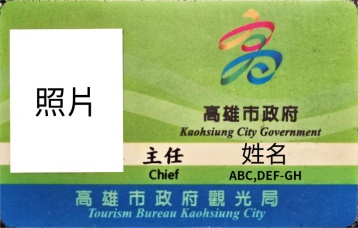 照片
高雄市政府
Kaohsiung City Government
主任 姓名
Chief ABC,DEF-GH
高雄市政府觀光局
Tourism Bureau Kaohsiung City